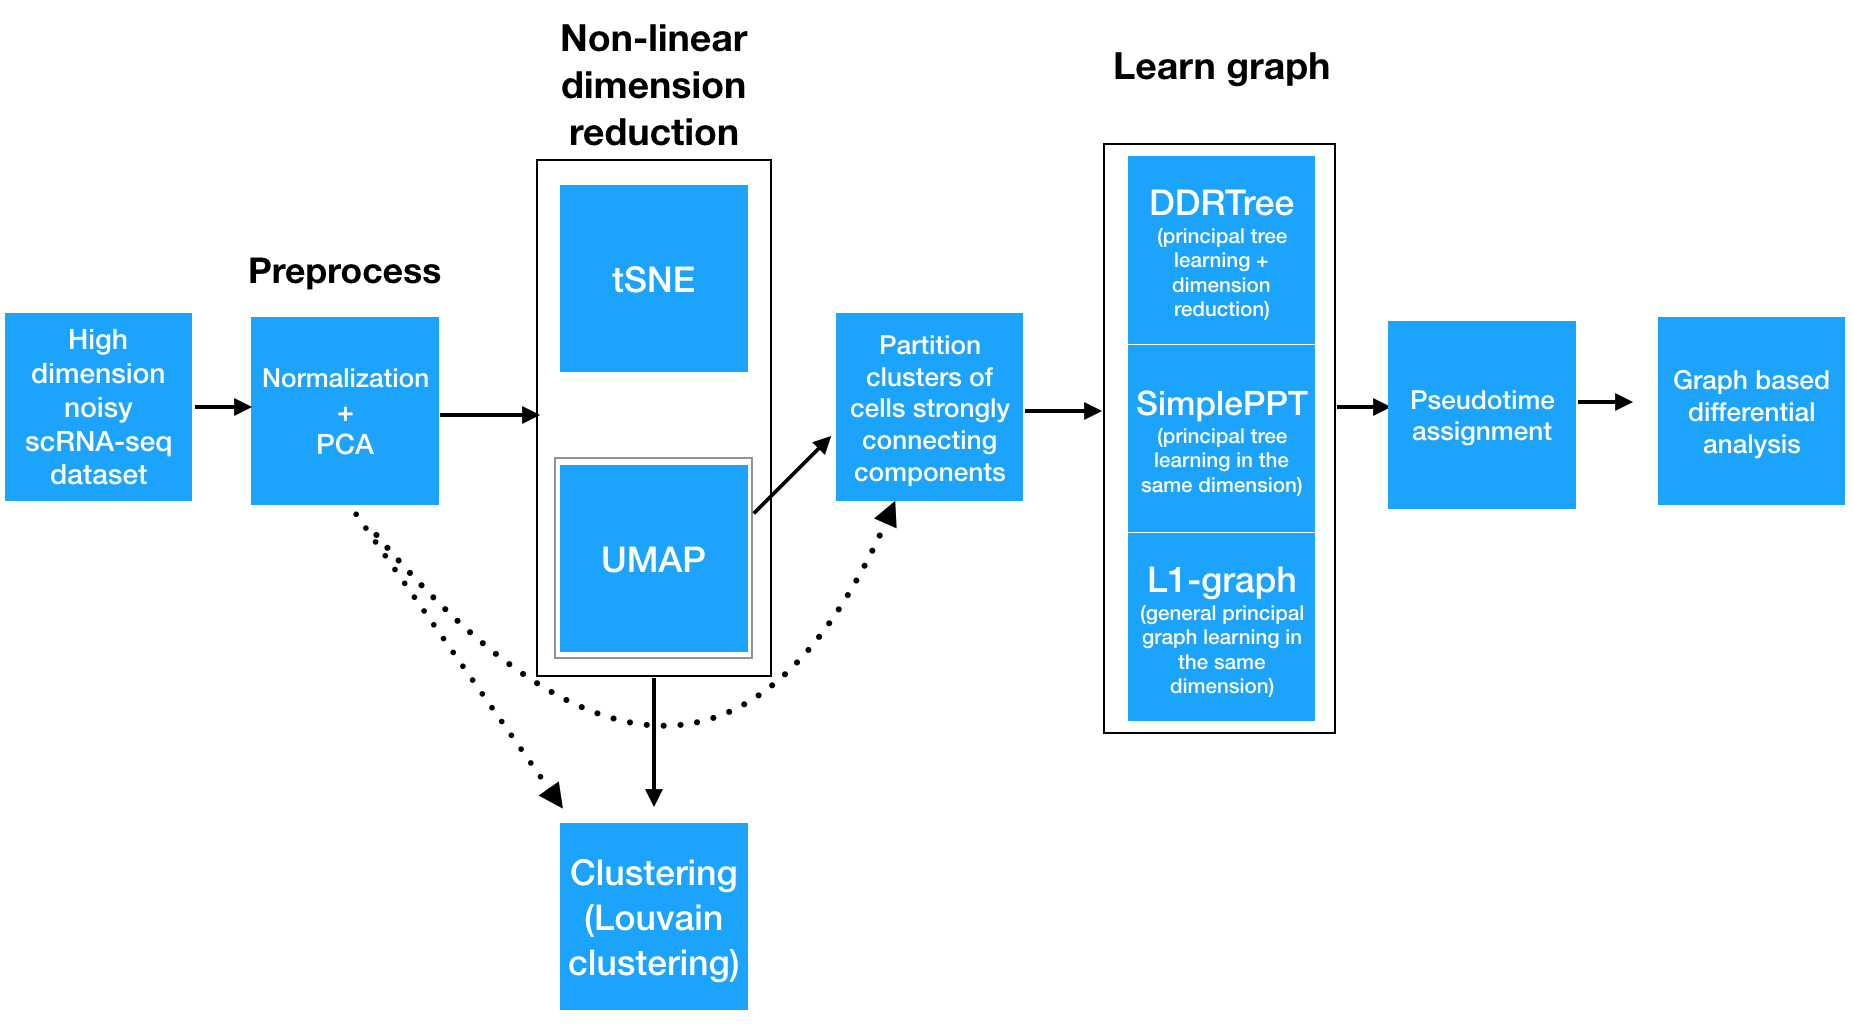 Non-linear
dimension
reduction
Learn graph
Preprocess
High
dimension
noisy
scRNA-seq
dataset
Normalization
+
PCA
tSNE
UMAP
Clustering
(Louvain
clustering)
Partition
clusters of
cells strongly
connecting
components
DDRTree
(principal tree
learning +
dimension
reduction)
SimplePPT
(principal tree
learning in the
same dimension)
L1-graph
(general principal
graph learning in
the same
dimension)
Pseudotime
assignment
Graph based
differential
analysis